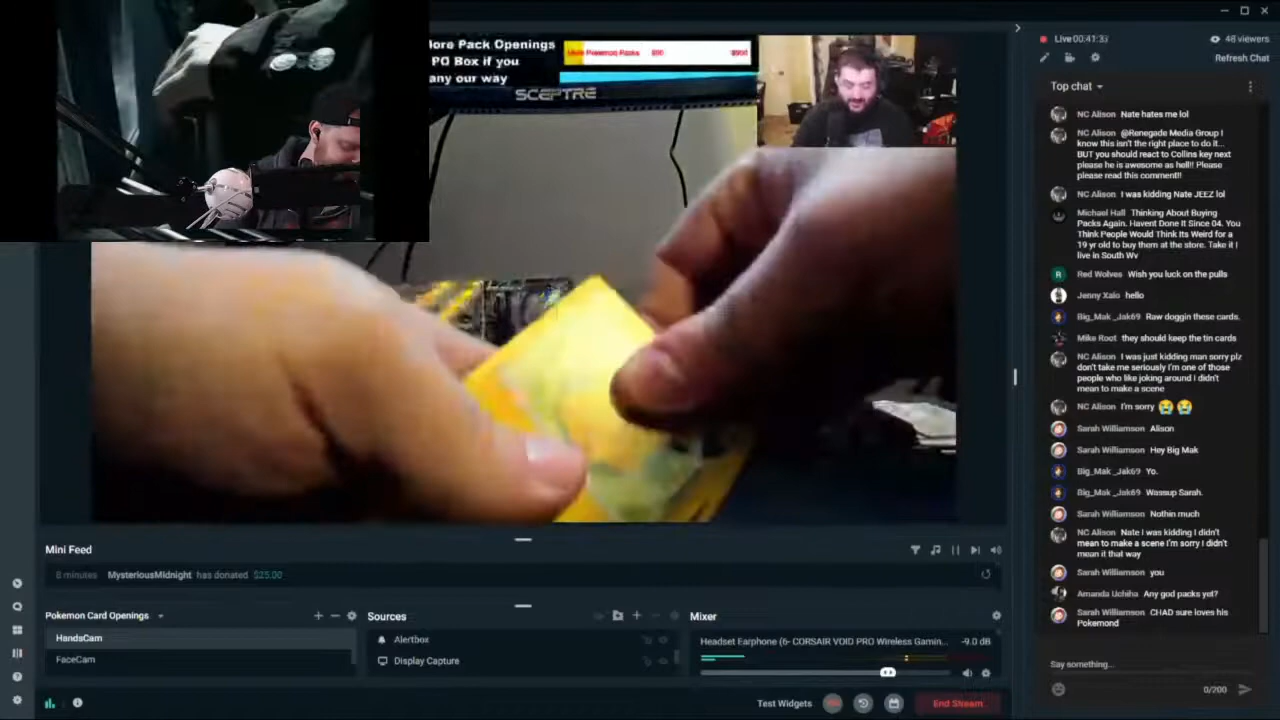 ore Pack Openings
PO Box if you
any our way
More Pokemon Packs
SCEPTRE
Live 00:41:33
48 viewers
Refresh Chat
Top chat
NC Alison Nate hates me lol
NC Alison @Renegade Media Group I
know this isn't the right place to do it...
BUT you should react to Collins key next
please he is awesome as hell!! Please
please read this comment!!
NC Alison I was kidding Nate JEEZ lol
Michael Hall Thinking About Buying
Packs Again. Havent Done It Since 04. You
Think People Would Think Its Weird for a
19 yr old to buy them at the store. Take it I
live in South Wv
R Red Wolves Wish you luck on the pulls
Jenny Xaio hello
Big_Mak_Jak69 Raw doggin these cards.
Mike Root they should keep the tin cards
NC Alison I was just kidding man sorry plz
don't take me seriously I'm one of those
people who like joking around I didn't
mean to make a scene
NC Alison I'm sorry 😭 😭
Sarah Williamson Alison
Sarah Williamson Hey Big Mak
Big_Mak_Jak69 Yo.
Big_Mak_Jak69 Wassup Sarah.
Sarah Williamson Nothin much
NC Alison Nate I was kidding I didn't
mean to make a scene I'm sorry I didn't
mean it that way
Sarah Williamson you
Amanda Uchiha Any god packs yet?
Sarah Williamson CHAD sure loves his
Pokemond
Say something...
0/200
Mini Feed
8 minutes MysteriousMidnight has donated $25.00
Pokemon Card Openings
HandsCam
FaceCam
Sources
Alertbox
Display Capture
Mixer
Headset Earphone (6- CORSAIR VOID PRO Wireless Gamin... -9.0 dB
Test Widgets
End Stream